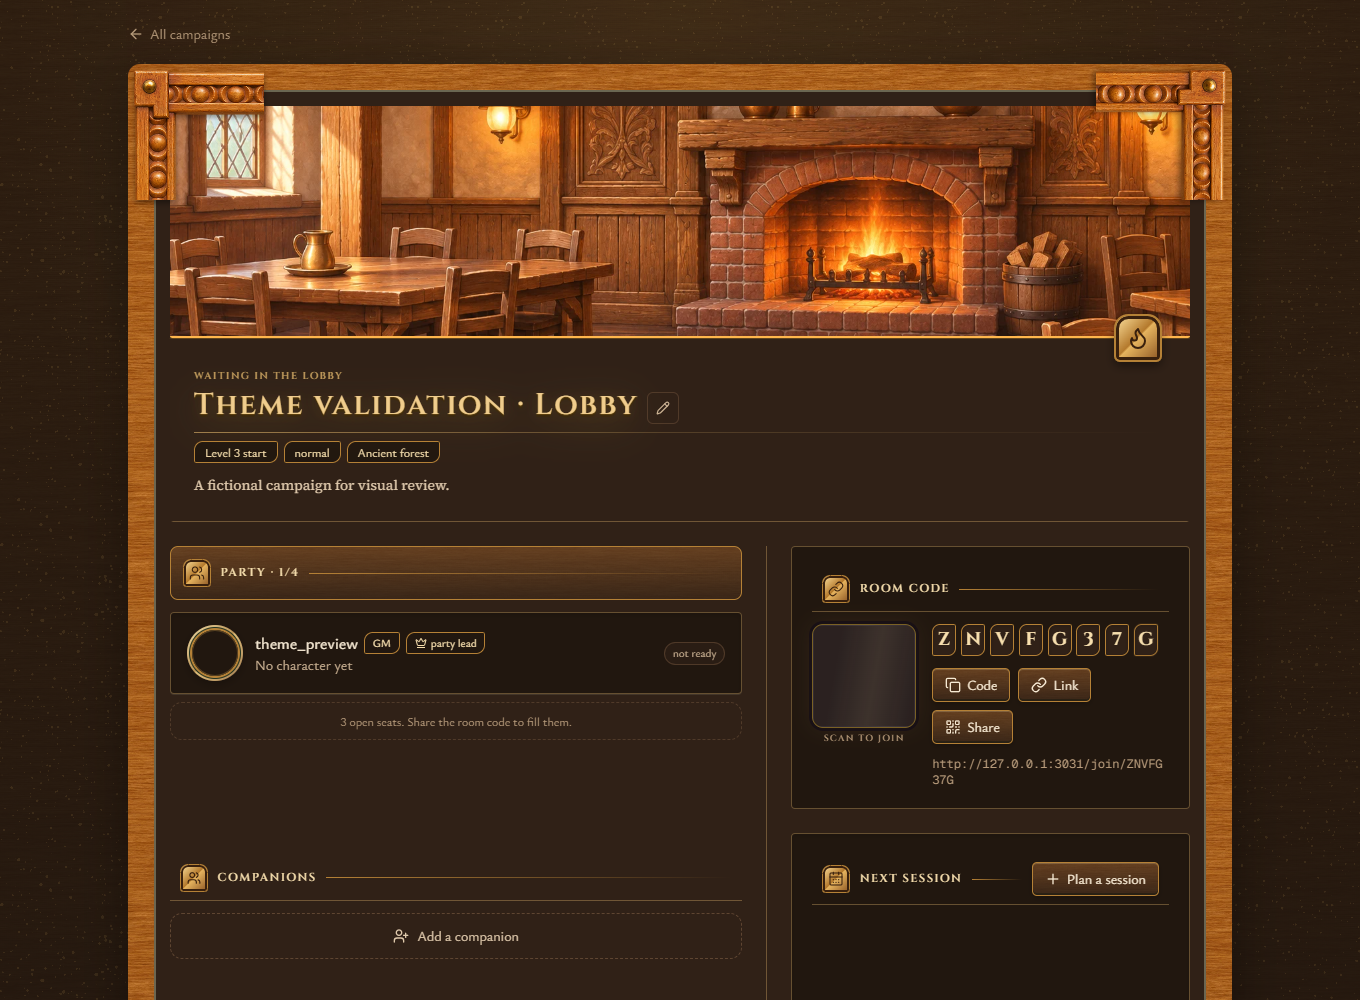 All campaigns
WAITING IN THE LOBBY
THEME VALIDATION · LOBBY
Level 3 start normal Ancient forest
A fictional campaign for visual review.
PARTY · 1/4
theme_preview GM party lead
No character yet
not ready
3 open seats. Share the room code to fill them.
COMPANIONS
Add a companion
ROOM CODE
Z N V F G 3 7 G
Code Link
Share
SCAN TO JOIN
http://127.0.0.1:3031/join/ZNVFG
37G
NEXT SESSION
Plan a session